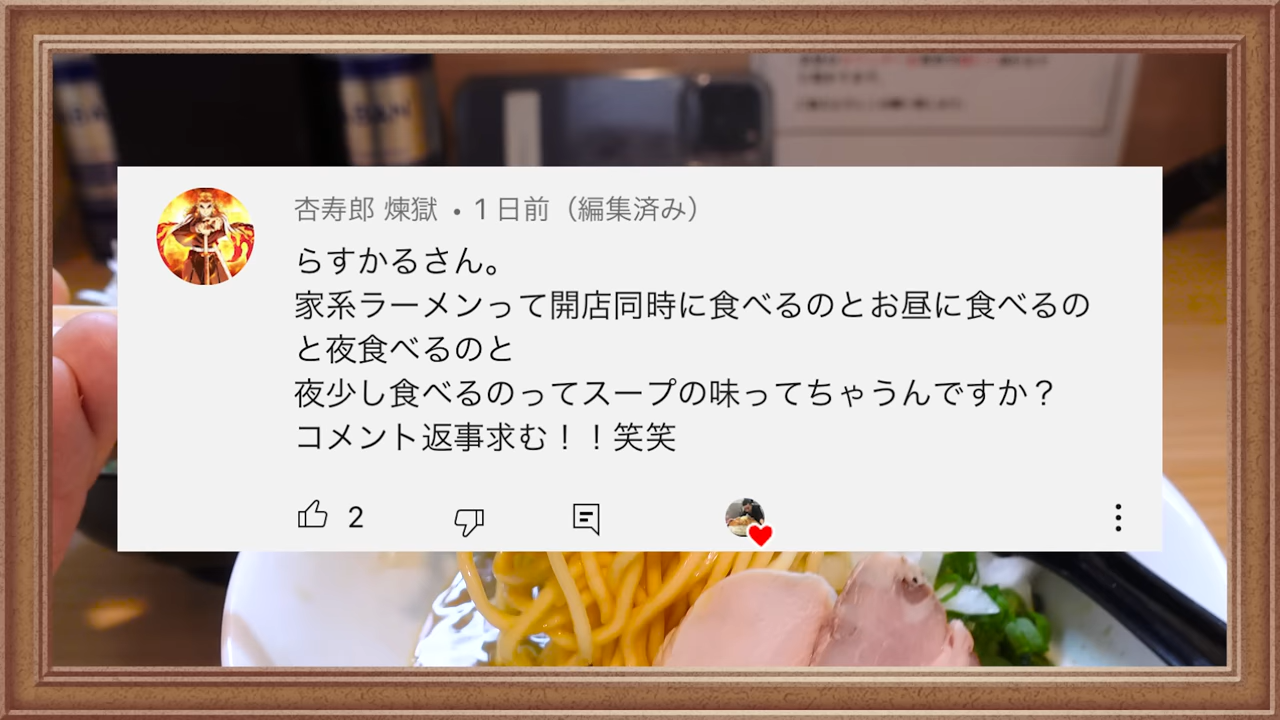 杏寿郎 煉獄 • 1 日前（編集済み）
らすかるさん。
家系ラーメンって開店同時に食べるのとお昼に食べるの
と夜食べるのと
夜少し食べるのってスープの味ってちゃうんですか？
コメント返事求む！！笑笑
2